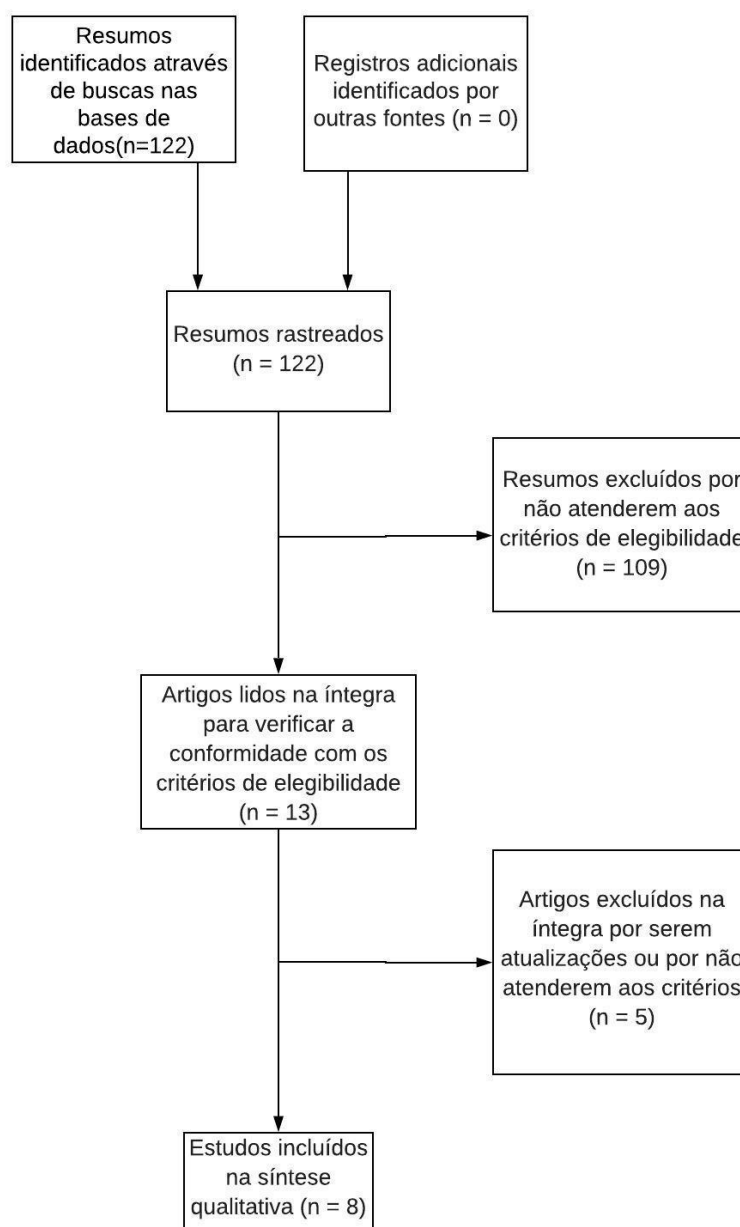 Resumos
identificados através
de buscas nas
bases de
dados(n=122)
Registros adicionais
identificados por
outras fontes (n = 0)
Resumos rastreados
(n = 122)
Resumos excluídos por
não atenderem aos
critérios de elegibilidade
(n = 109)
Artigos lidos na íntegra
para verificar a
conformidade com os
critérios de elegibilidade
(n = 13)
Artigos excluídos na
íntegra por serem
atualizações ou por não
atenderem aos critérios
(n = 5)
Estudos incluídos
na síntese
qualitativa (n = 8)